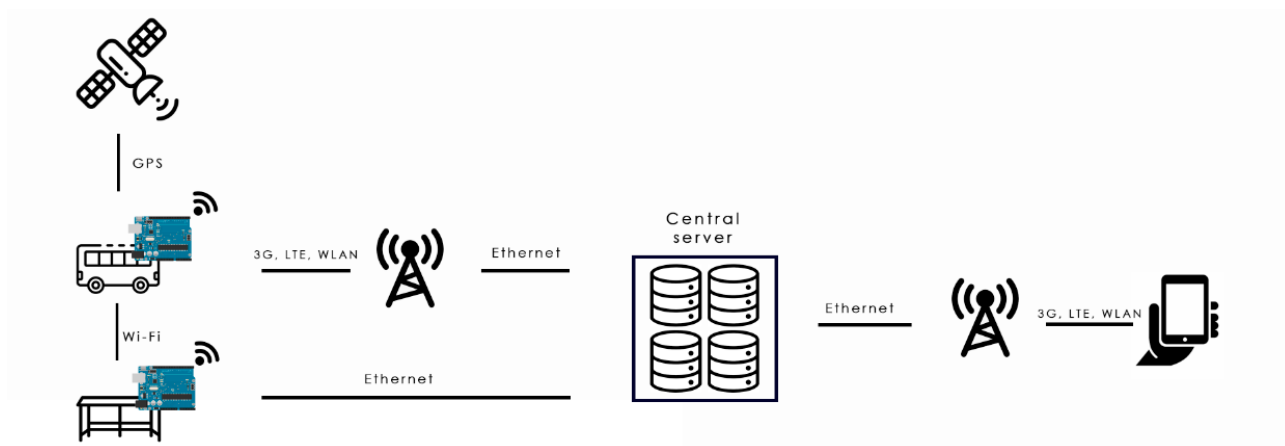 GPS
Central
server
3G, LTE, WLAN
Ethernet
Ethernet
3G, LTE, WLAN
Wi-Fi
Ethernet